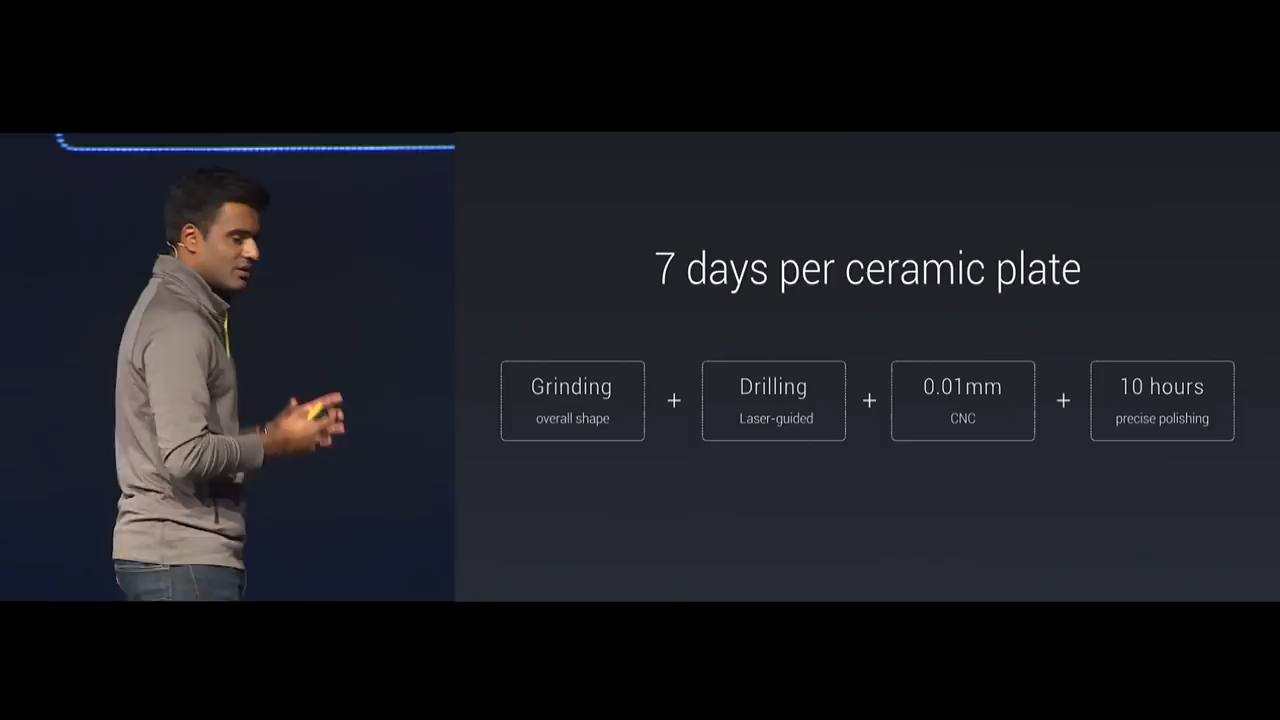 7 days per ceramic plate
Grinding
overall shape
+
Drilling
Laser-guided
+
0.01mm
CNC
+
10 hours
precise polishing